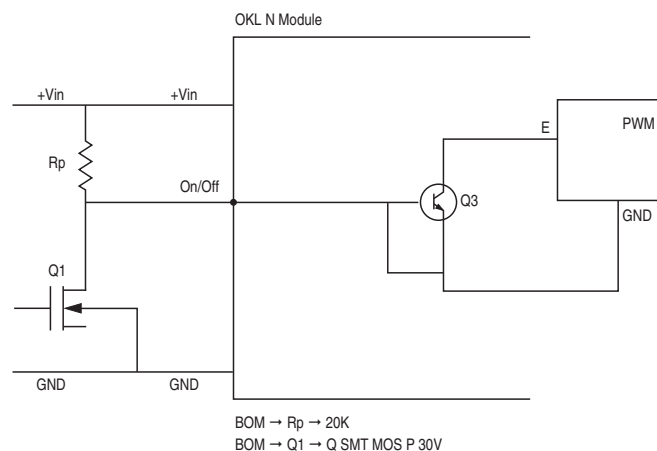 OKL N Module
+Vin +Vin
E PWM
Rp
On/Off
Q3
GND
Q1
GND GND
BOM → Rp → 20K
BOM → Q1 → Q SMT MOS P 30V